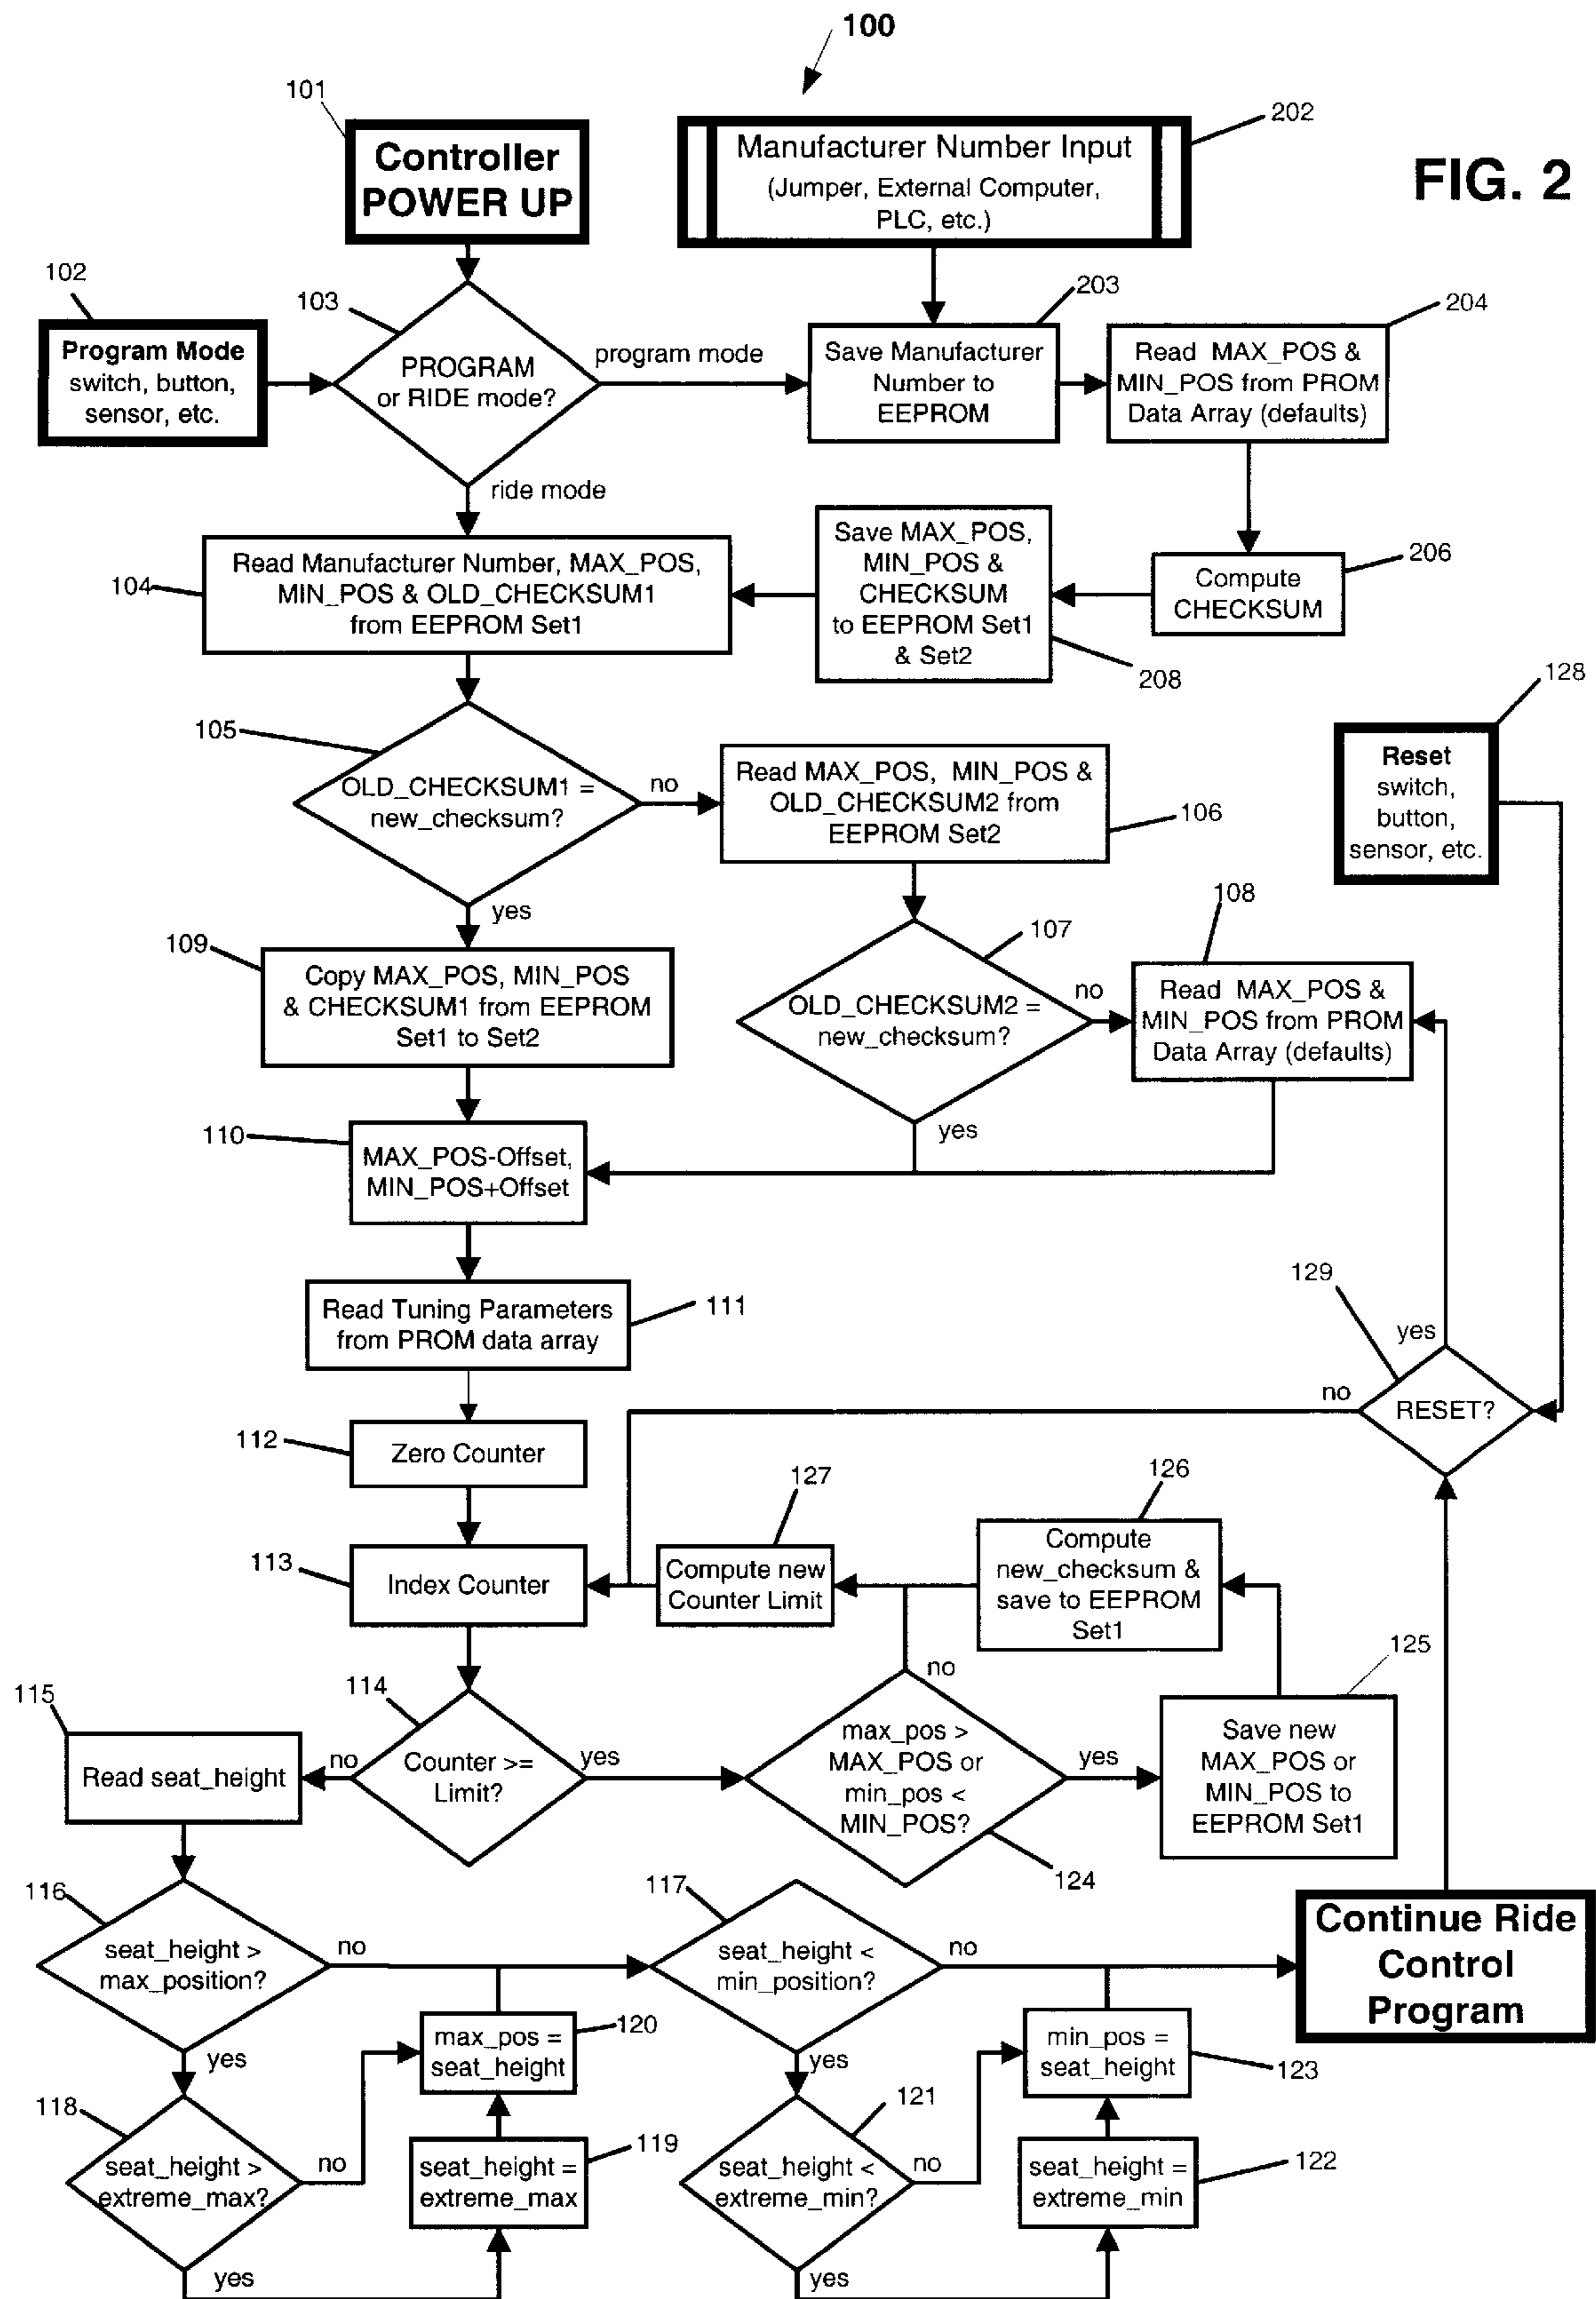 100
101
Controller
POWER UP
Manufacturer Number Input
(Jumper, External Computer,
PLC, etc.)
202
FIG. 2
102
Program Mode
switch, button,
sensor, etc.
103
PROGRAM
or RIDE mode?
program mode
ride mode
203
Save Manufacturer
Number to
EEPROM
204
Read MAX_POS &
MIN_POS from PROM
Data Array (defaults)
104
Read Manufacturer Number, MAX_POS,
MIN_POS & OLD_CHECKSUM1
from EEPROM Set1
Save MAX_POS,
MIN_POS &
CHECKSUM
to EEPROM Set1
& Set2
208
Compute
CHECKSUM
206
128
Reset
switch,
button,
sensor, etc.
105
OLD_CHECKSUM1 =
new_checksum?
no
yes
Read MAX_POS, MIN_POS &
OLD_CHECKSUM2 from
EEPROM Set2
106
109
Copy MAX_POS, MIN_POS
& CHECKSUM1 from EEPROM
Set1 to Set2
107
OLD_CHECKSUM2 =
new_checksum?
no
yes
108
Read MAX_POS &
MIN_POS from PROM
Data Array (defaults)
110
MAX_POS-Offset,
MIN_POS+Offset
Read Tuning Parameters
from PROM data array
111
129
yes
no
RESET?
112
Zero Counter
113
Index Counter
127
Compute new
Counter Limit
126
Compute
new_checksum &
save to EEPROM
Set1
125
Save new
MAX_POS or
MIN_POS to
EEPROM Set1
115
Read seat_height
114
no
Counter >=
Limit?
yes
no
max_pos >
MAX_POS or
min_pos <
MIN_POS?
yes
124
116
seat_height >
max_position?
no
yes
117
seat_height <
min_position?
no
yes
Continue Ride
Control
Program
max_pos =
seat_height
120
min_pos =
seat_height
123
118
seat_height >
extreme_max?
no
yes
seat_height =
extreme_max
119
121
seat_height <
extreme_min?
no
yes
seat_height =
extreme_min
122